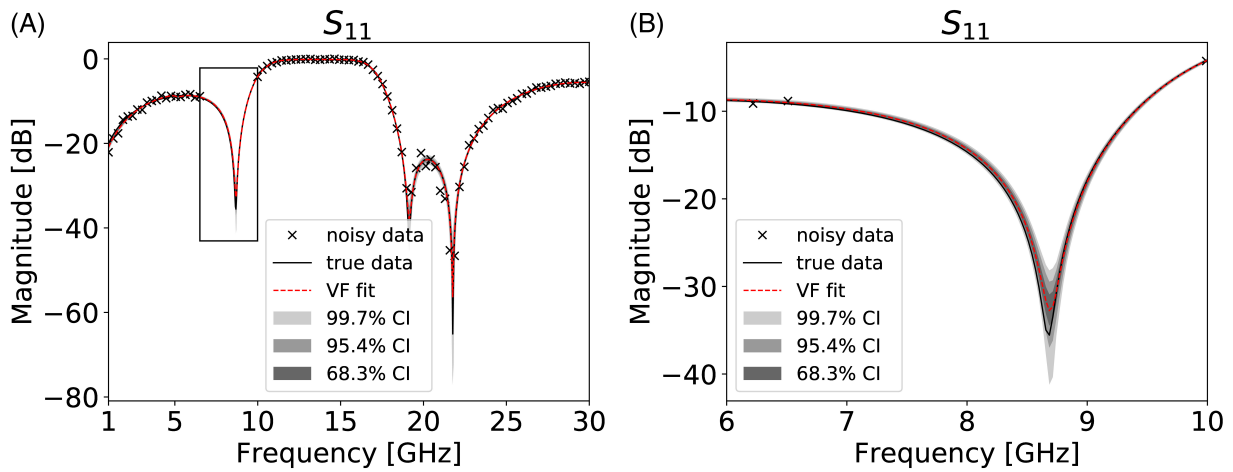 (A)
S11
Magnitude [dB]
0
−20
−40
−60
−80
noisy data
true data
VF fit
99.7% CI
95.4% CI
68.3% CI
1 5 10 15 20 25 30
Frequency [GHz]
(B)
S11
Magnitude [dB]
−10
−20
−30
−40
noisy data
true data
VF fit
99.7% CI
95.4% CI
68.3% CI
6 7 8 9 10
Frequency [GHz]